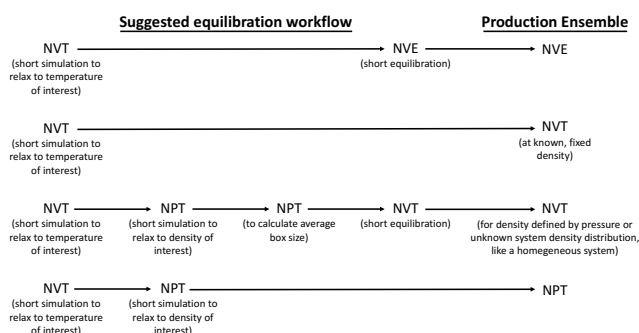 Suggested equilibration workflow Production Ensemble
NVT NVE NVE
(short simulation to (short equilibration)
relax to temperature
of interest)
NVT NVT
(short simulation to (at known, fixed
relax to temperature density)
of interest)
NVT NPT NPT NVT NVT
(short simulation to (short simulation to (to calculate average (short equilibration) (for density defined by pressure or
relax to temperature relax to density of box size) unknown system density distribution,
of interest) interest) like a homogeneous system)
NVT NPT NPT
(short simulation to (short simulation to
relax to temperature relax to density of
of interest) interest)